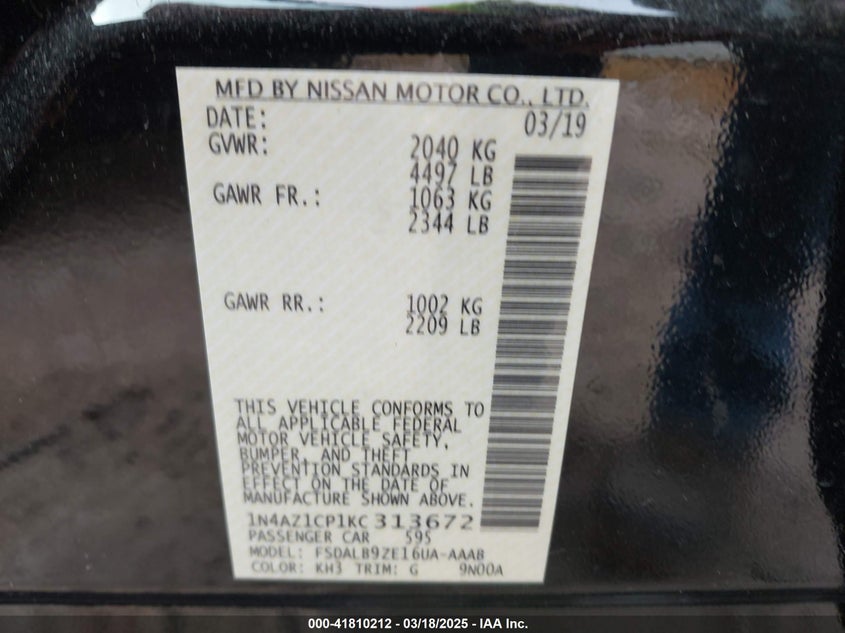 MFD BY NISSAN MOTOR CO., LTD.
DATE: 03/19
GVWR: 2040 KG
4497 LB
GAWR FR.: 1063 KG
2344 LB
GAWR RR.: 1002 KG
2209 LB
THIS VEHICLE CONFORMS TO
ALL APPLICABLE FEDERAL
MOTOR VEHICLE SAFETY,
BUMPER, AND THEFT
PREVENTION STANDARDS IN
EFFECT ON THE DATE OF
MANUFACTURE SHOWN ABOVE.
1N4AZ1CP1KC313672
PASSENGER CAR 595
MODEL: FSDALB9ZE16UA-AAAB
COLOR: KH3 TRIM: G 9N00A
000-41810212 - 03/18/2025 - IAA Inc.